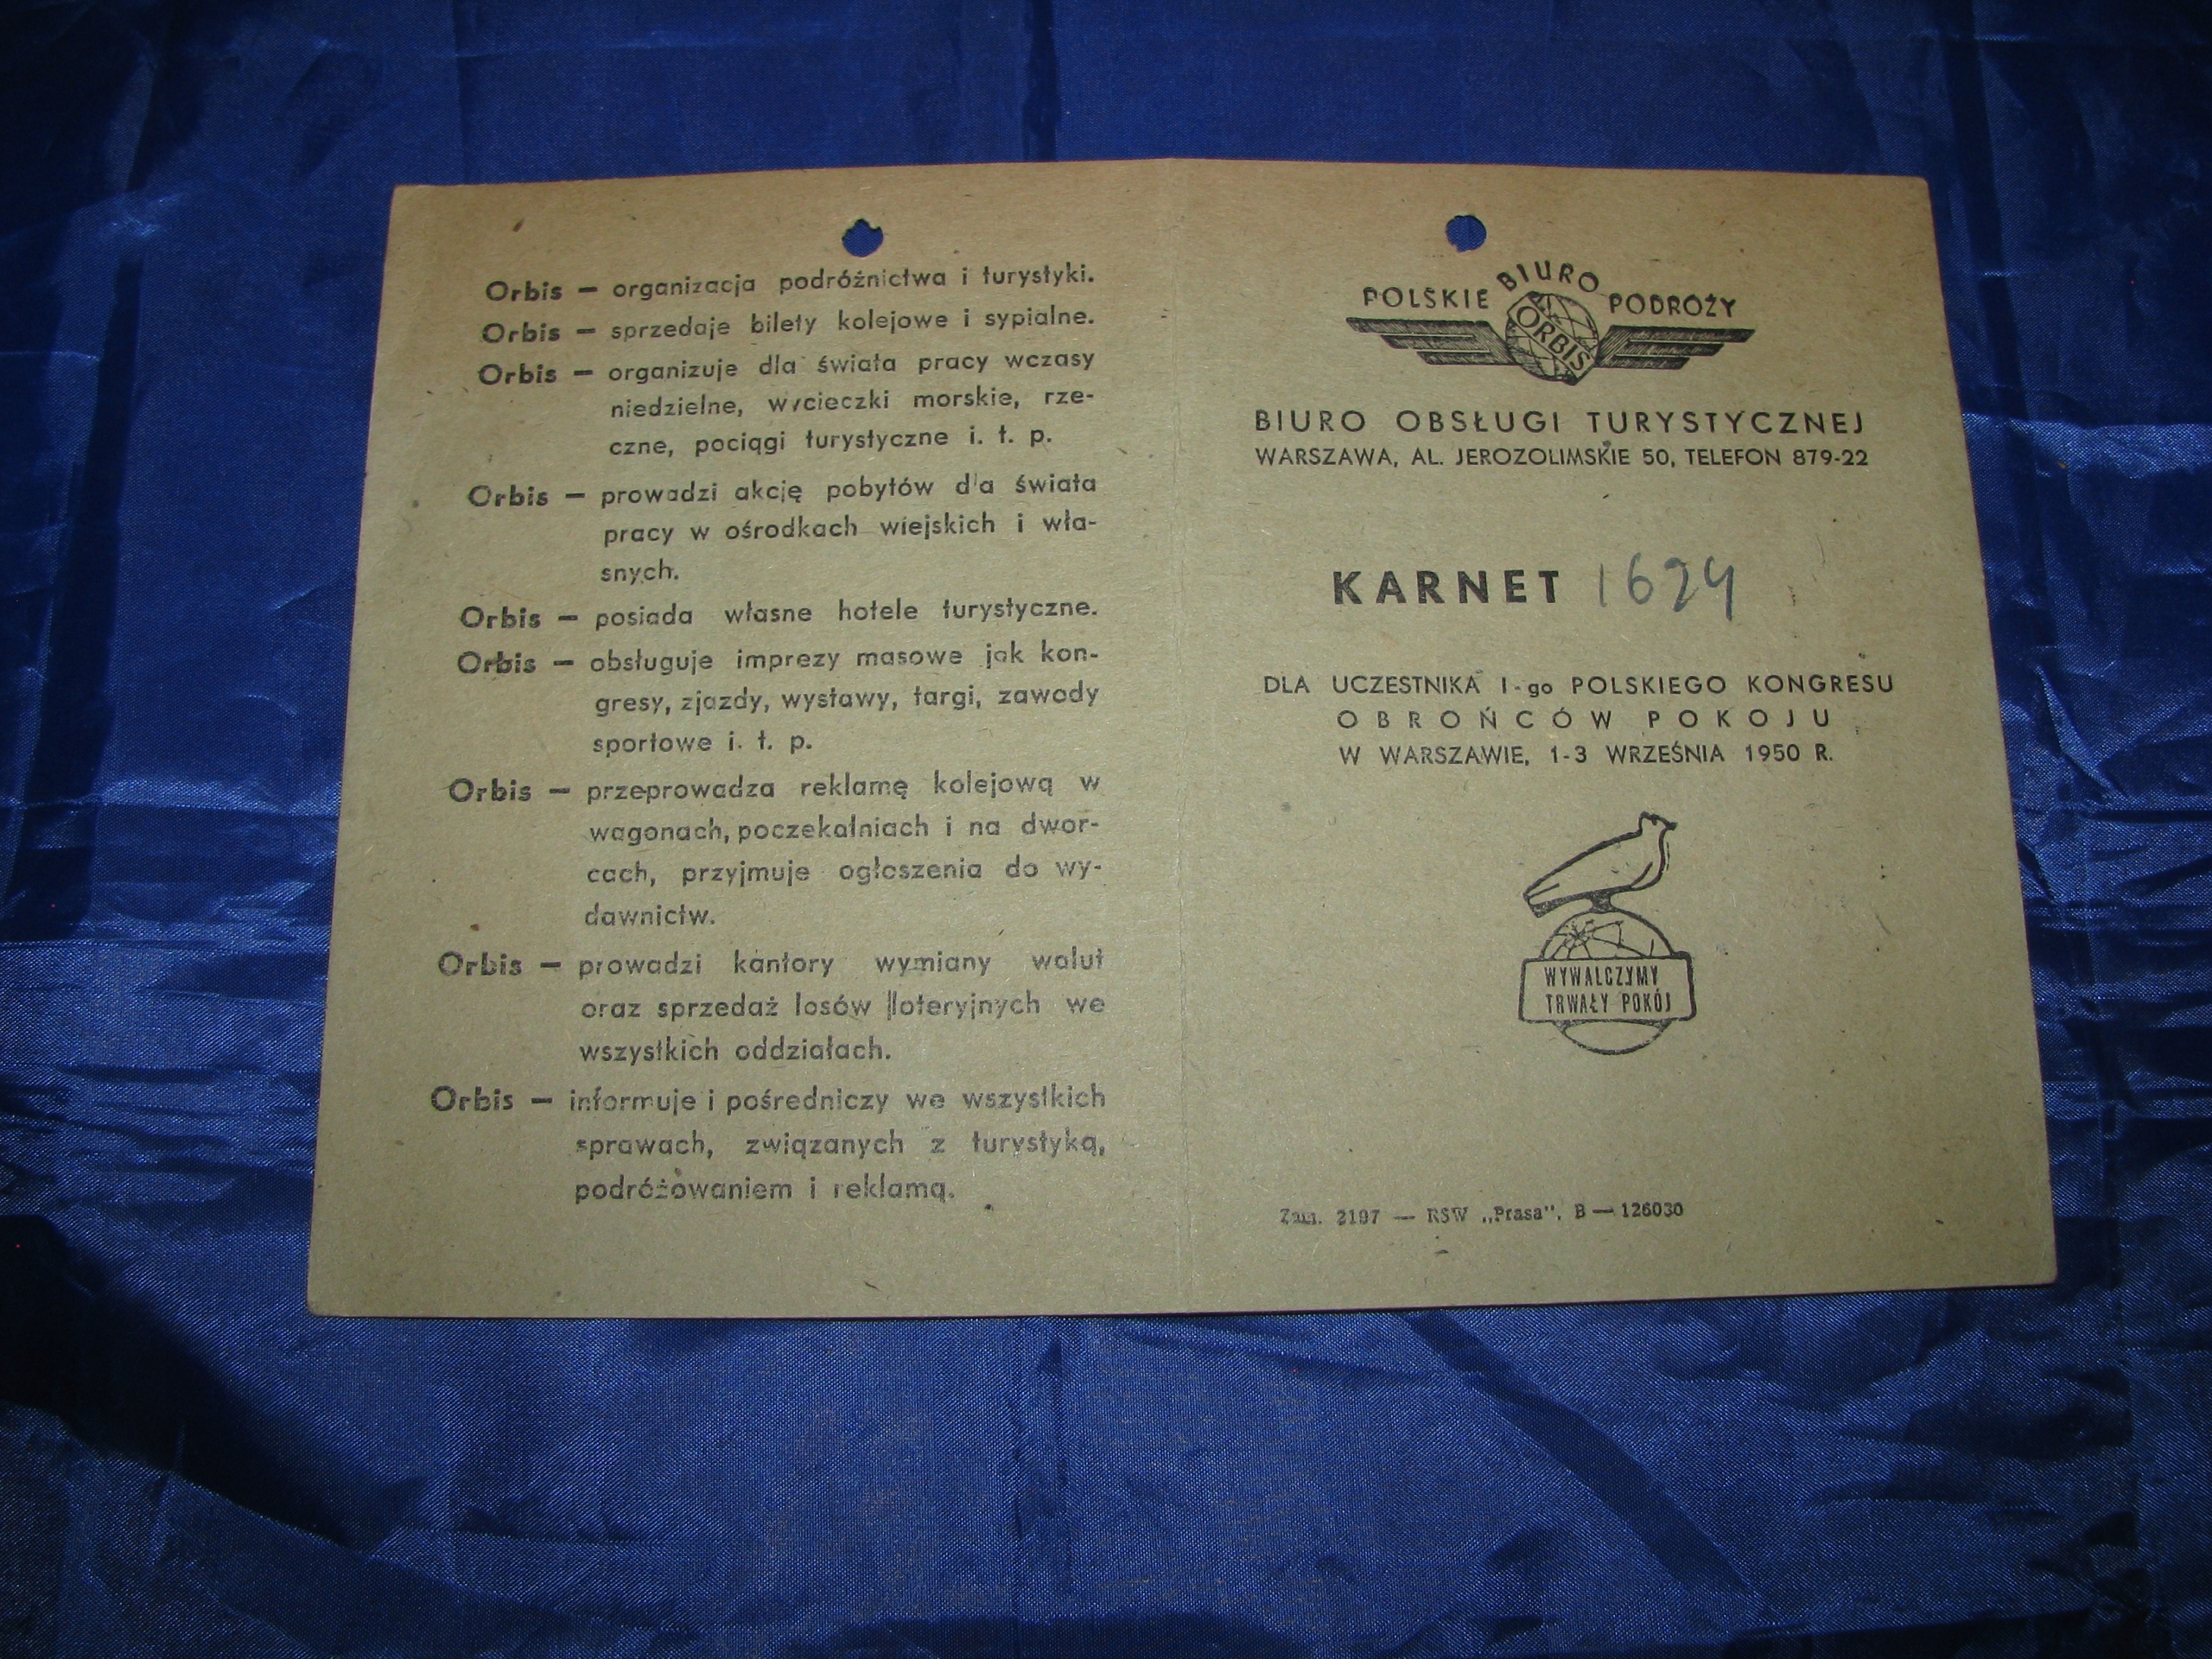 Orbis — organizacja podróżnictwa i turystyki.
Orbis — sprzedaje bilety kolejowe i sypialne.
Orbis — organizuje dla świata pracy wczasy
niedzielne, wycieczki morskie, rze-
czne, pociągi turystyczne i. t. p.
Orbis — prowadzi akcję pobytów dla świata
pracy w ośrodkach wiejskich i wła-
snych.
Orbis — posiada własne hotele turystyczne.
Orbis — obsługuje imprezy masowe jak kon-
gresy, zjazdy, wystawy, targi, zawody
sportowe i. t. p.
Orbis — przeprowadza reklamę kolejową w
wagonach, poczekalniach i na dwor-
cach, przyjmuje ogłoszenia do wy-
dawnictw.
Orbis — prowadzi kantory wymiany walut
oraz sprzedaż losów loteryjnych we
wszystkich oddziałach.
Orbis — informuje i pośredniczy we wszystkich
sprawach, związanych z turystyką,
podróżowaniem i reklamą.
POLSKIE BIURO PODRÓŻY
ORBIS
BIURO OBSŁUGI TURYSTYCZNEJ
WARSZAWA, AL. JEROZOLIMSKIE 50, TELEFON 879-22
KARNET 1624
DLA UCZESTNIKA I-go POLSKIEGO KONGRESU
OBROŃCÓW POKOJU
W WARSZAWIE, 1-3 WRZEŚNIA 1950 R.
WYWALCZYMY
TRWAŁY POKÓJ
Zam. 2197 — RSW „Prasa". B — 126030